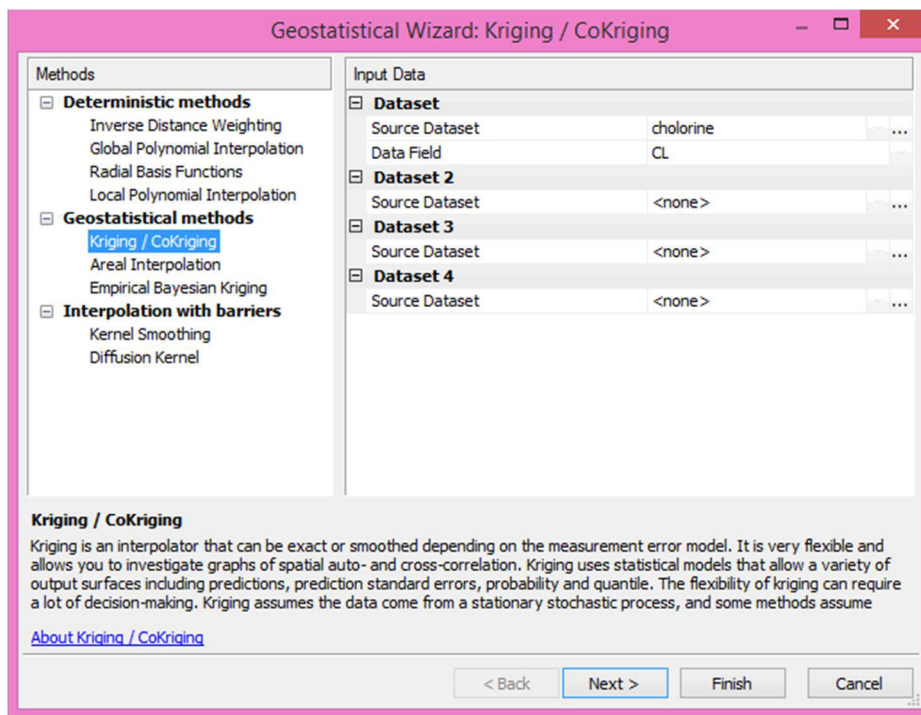 Geostatistical Wizard: Kriging / CoKriging
Methods
Deterministic methods
Inverse Distance Weighting
Global Polynomial Interpolation
Radial Basis Functions
Local Polynomial Interpolation
Geostatistical methods
Kriging / CoKriging
Areal Interpolation
Empirical Bayesian Kriging
Interpolation with barriers
Kernel Smoothing
Diffusion Kernel
Input Data
Dataset
Source Dataset cholorine ...
Data Field CL
Dataset 2
Source Dataset <none> ...
Dataset 3
Source Dataset <none> ...
Dataset 4
Source Dataset <none> ...
Kriging / CoKriging
Kriging is an interpolator that can be exact or smoothed depending on the measurement error model. It is very flexible and
allows you to investigate graphs of spatial auto- and cross-correlation. Kriging uses statistical models that allow a variety of
output surfaces including predictions, prediction standard errors, probability and quantile. The flexibility of kriging can require
a lot of decision-making. Kriging assumes the data come from a stationary stochastic process, and some methods assume
About Kriging / CoKriging
< Back Next > Finish Cancel